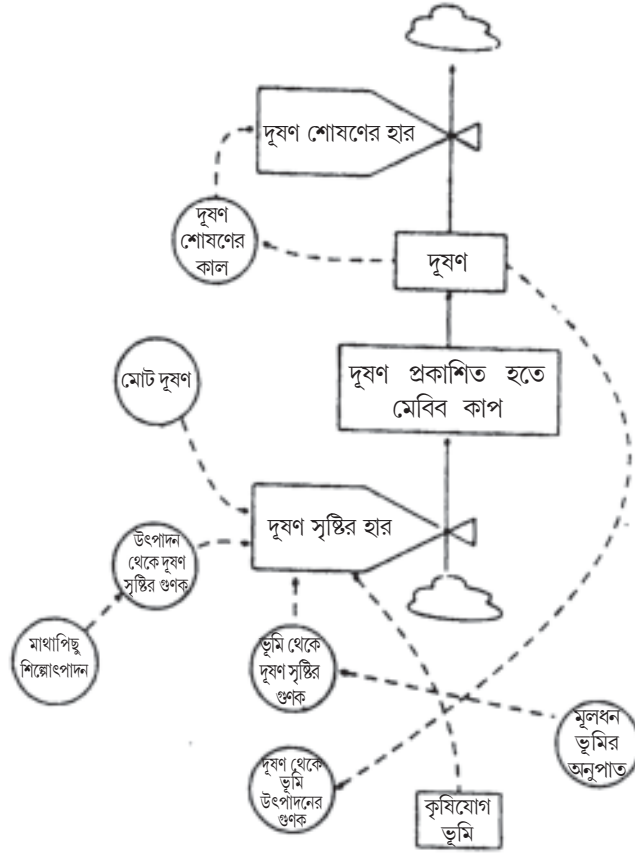 দূষণ শোষণের হার
দূষণ
শোষণের
কাল
দূষণ
মোট দূষণ
দূষণ প্রকাশিত হতে
মেবিব কাপ
দূষণ সৃষ্টির হার
উৎপাদন
থেকে দূষণ
সৃষ্টির গুণক
মাথাপিছু
শিল্পোৎপাদন
ভূমি থেকে
দূষণ সৃষ্টির
গুণক
মূলধন
ভূমির
অনুপাত
দূষণ থেকে
ভূমি
উৎপাদনের
গুণক
কৃষিযোগ
ভূমি